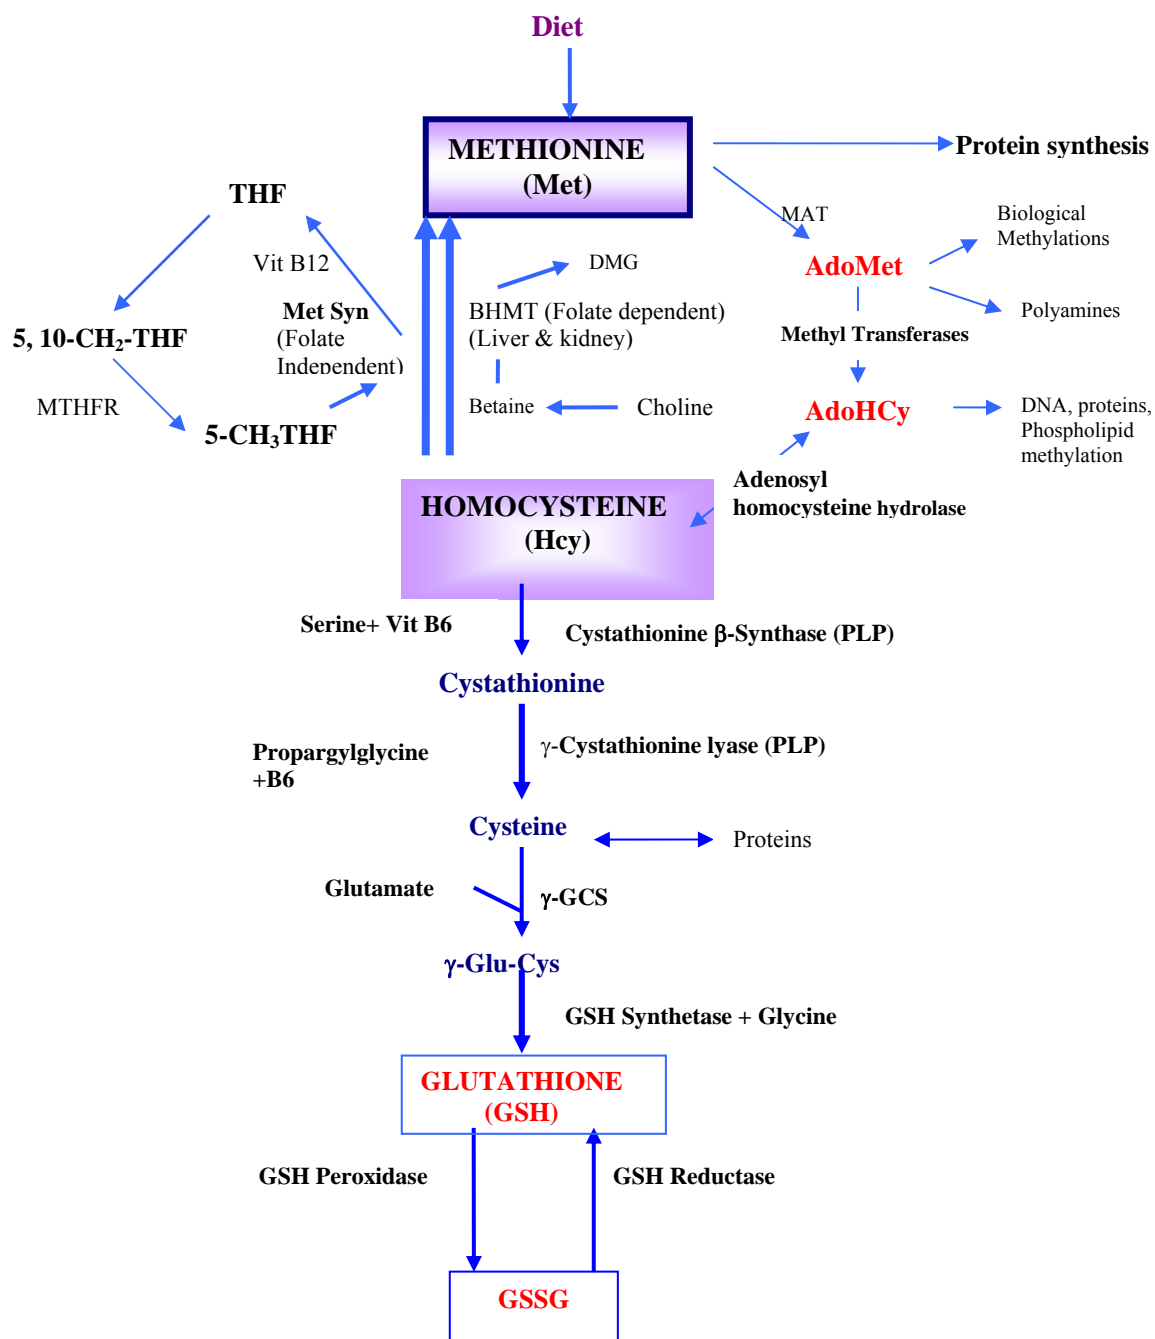 Diet
METHIONINE
(Met)
Protein synthesis
THF
MAT
Biological
Methylations
Vit B12
DMG
AdoMet
Met Syn
(Folate
Independent)
BHMT (Folate dependent)
(Liver & kidney)
Polyamines
5, 10-CH₂-THF
Methyl Transferases
MTHFR
Betaine
Choline
AdoHCy
DNA, proteins,
Phospholipid
methylation
5-CH₃THF
Adenosyl
homocysteine hydrolase
HOMOCYSTEINE
(Hcy)
Serine+ Vit B6
Cystathionine β-Synthase (PLP)
Cystathionine
Propargylglycine
+B6
γ-Cystathionine lyase (PLP)
Cysteine
Proteins
Glutamate
γ-GCS
γ-Glu-Cys
GSH Synthetase + Glycine
GLUTATHIONE
(GSH)
GSH Peroxidase
GSH Reductase
GSSG